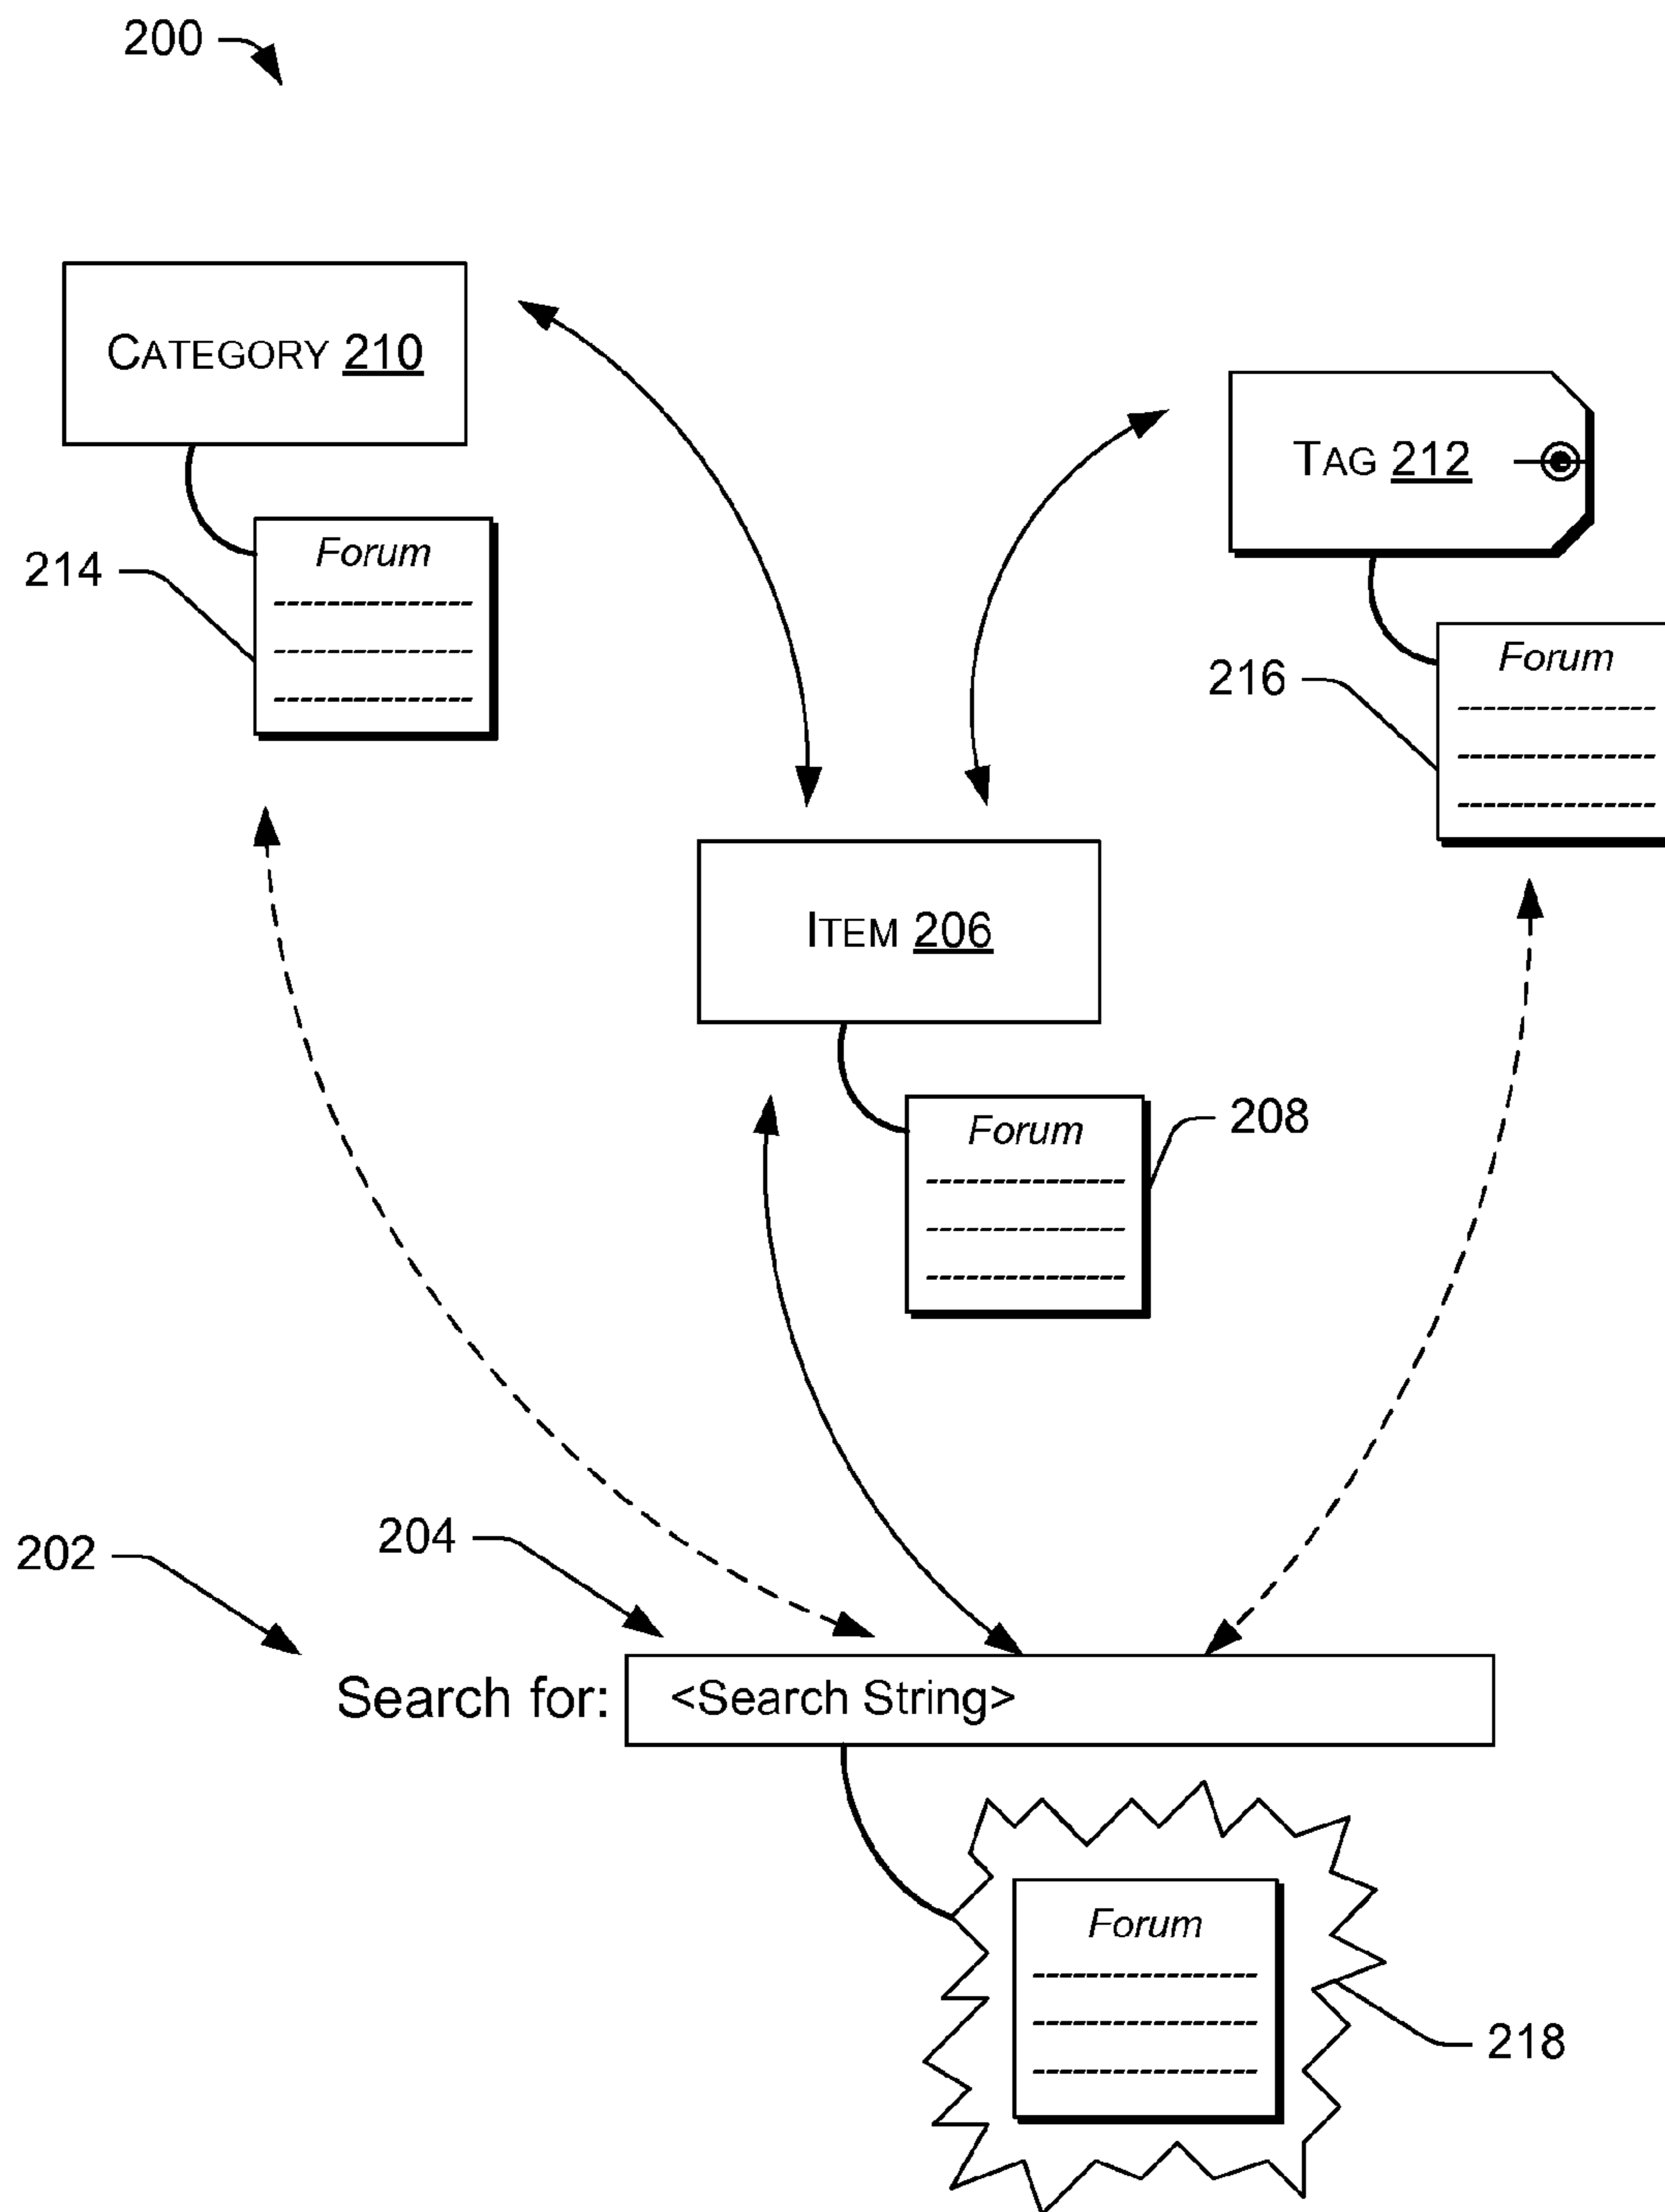 200
CATEGORY 210
TAG 212
Forum
214
Forum
216
ITEM 206
Forum
208
202
204
Search for: <Search String>
Forum
218